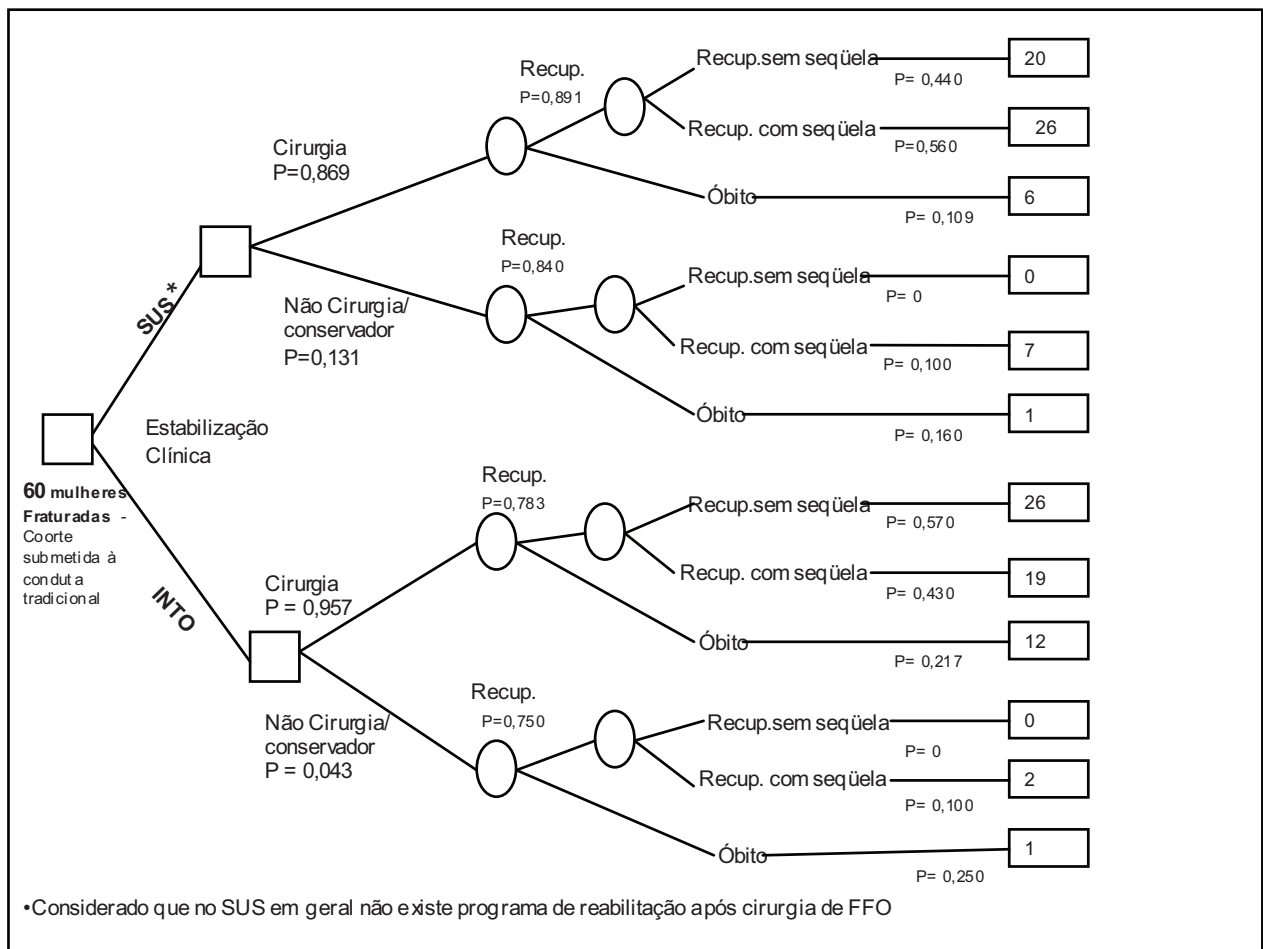 Recup.sem seqüela
20
P= 0,440
Recup.
P=0,891
Recup. com seqüela
26
P=0,560
Cirurgia
P=0,869
Óbito
6
P= 0,109
Recup.
P=0,840
Recup.sem seqüela
0
P= 0
SUS*
Não Cirurgia/
conservador
P=0,131
Recup. com seqüela
7
P= 0,100
Óbito
1
P= 0,160
Estabilização
Clínica
60 mulheres
Fraturadas -
Coorte
submetida à
conduta
tradicional
INTO
Recup.
P=0,783
Recup.sem seqüela
26
P= 0,570
Cirurgia
P = 0,957
Recup. com seqüela
19
P= 0,430
Óbito
12
P= 0,217
Recup.
P=0,750
Não Cirurgia/
conservador
P = 0,043
Recup.sem seqüela
0
P= 0
Recup. com seqüela
2
P= 0,100
Óbito
1
P= 0,250
•Considerado que no SUS em geral não existe programa de reabilitação após cirurgia de FFO